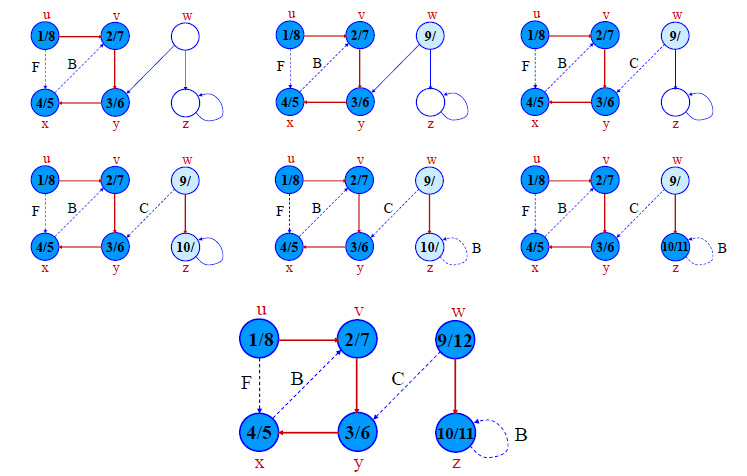 u v w u v w u v w
1/8 2/7 1/8 2/7 9/ 1/8 2/7 9/
F B F B F B C
4/5 3/6 4/5 3/6 4/5 3/6
x y z x y z x y z
u v w u v w u v w
1/8 2/7 9/ 1/8 2/7 9/ 1/8 2/7 9/
F B C F B C F B C
4/5 3/6 10/ 4/5 3/6 10/ B 4/5 3/6 10/11 B
x y z x y z x y z
u v w
1/8 2/7 9/12
F B C
4/5 3/6 10/11 B
x y z